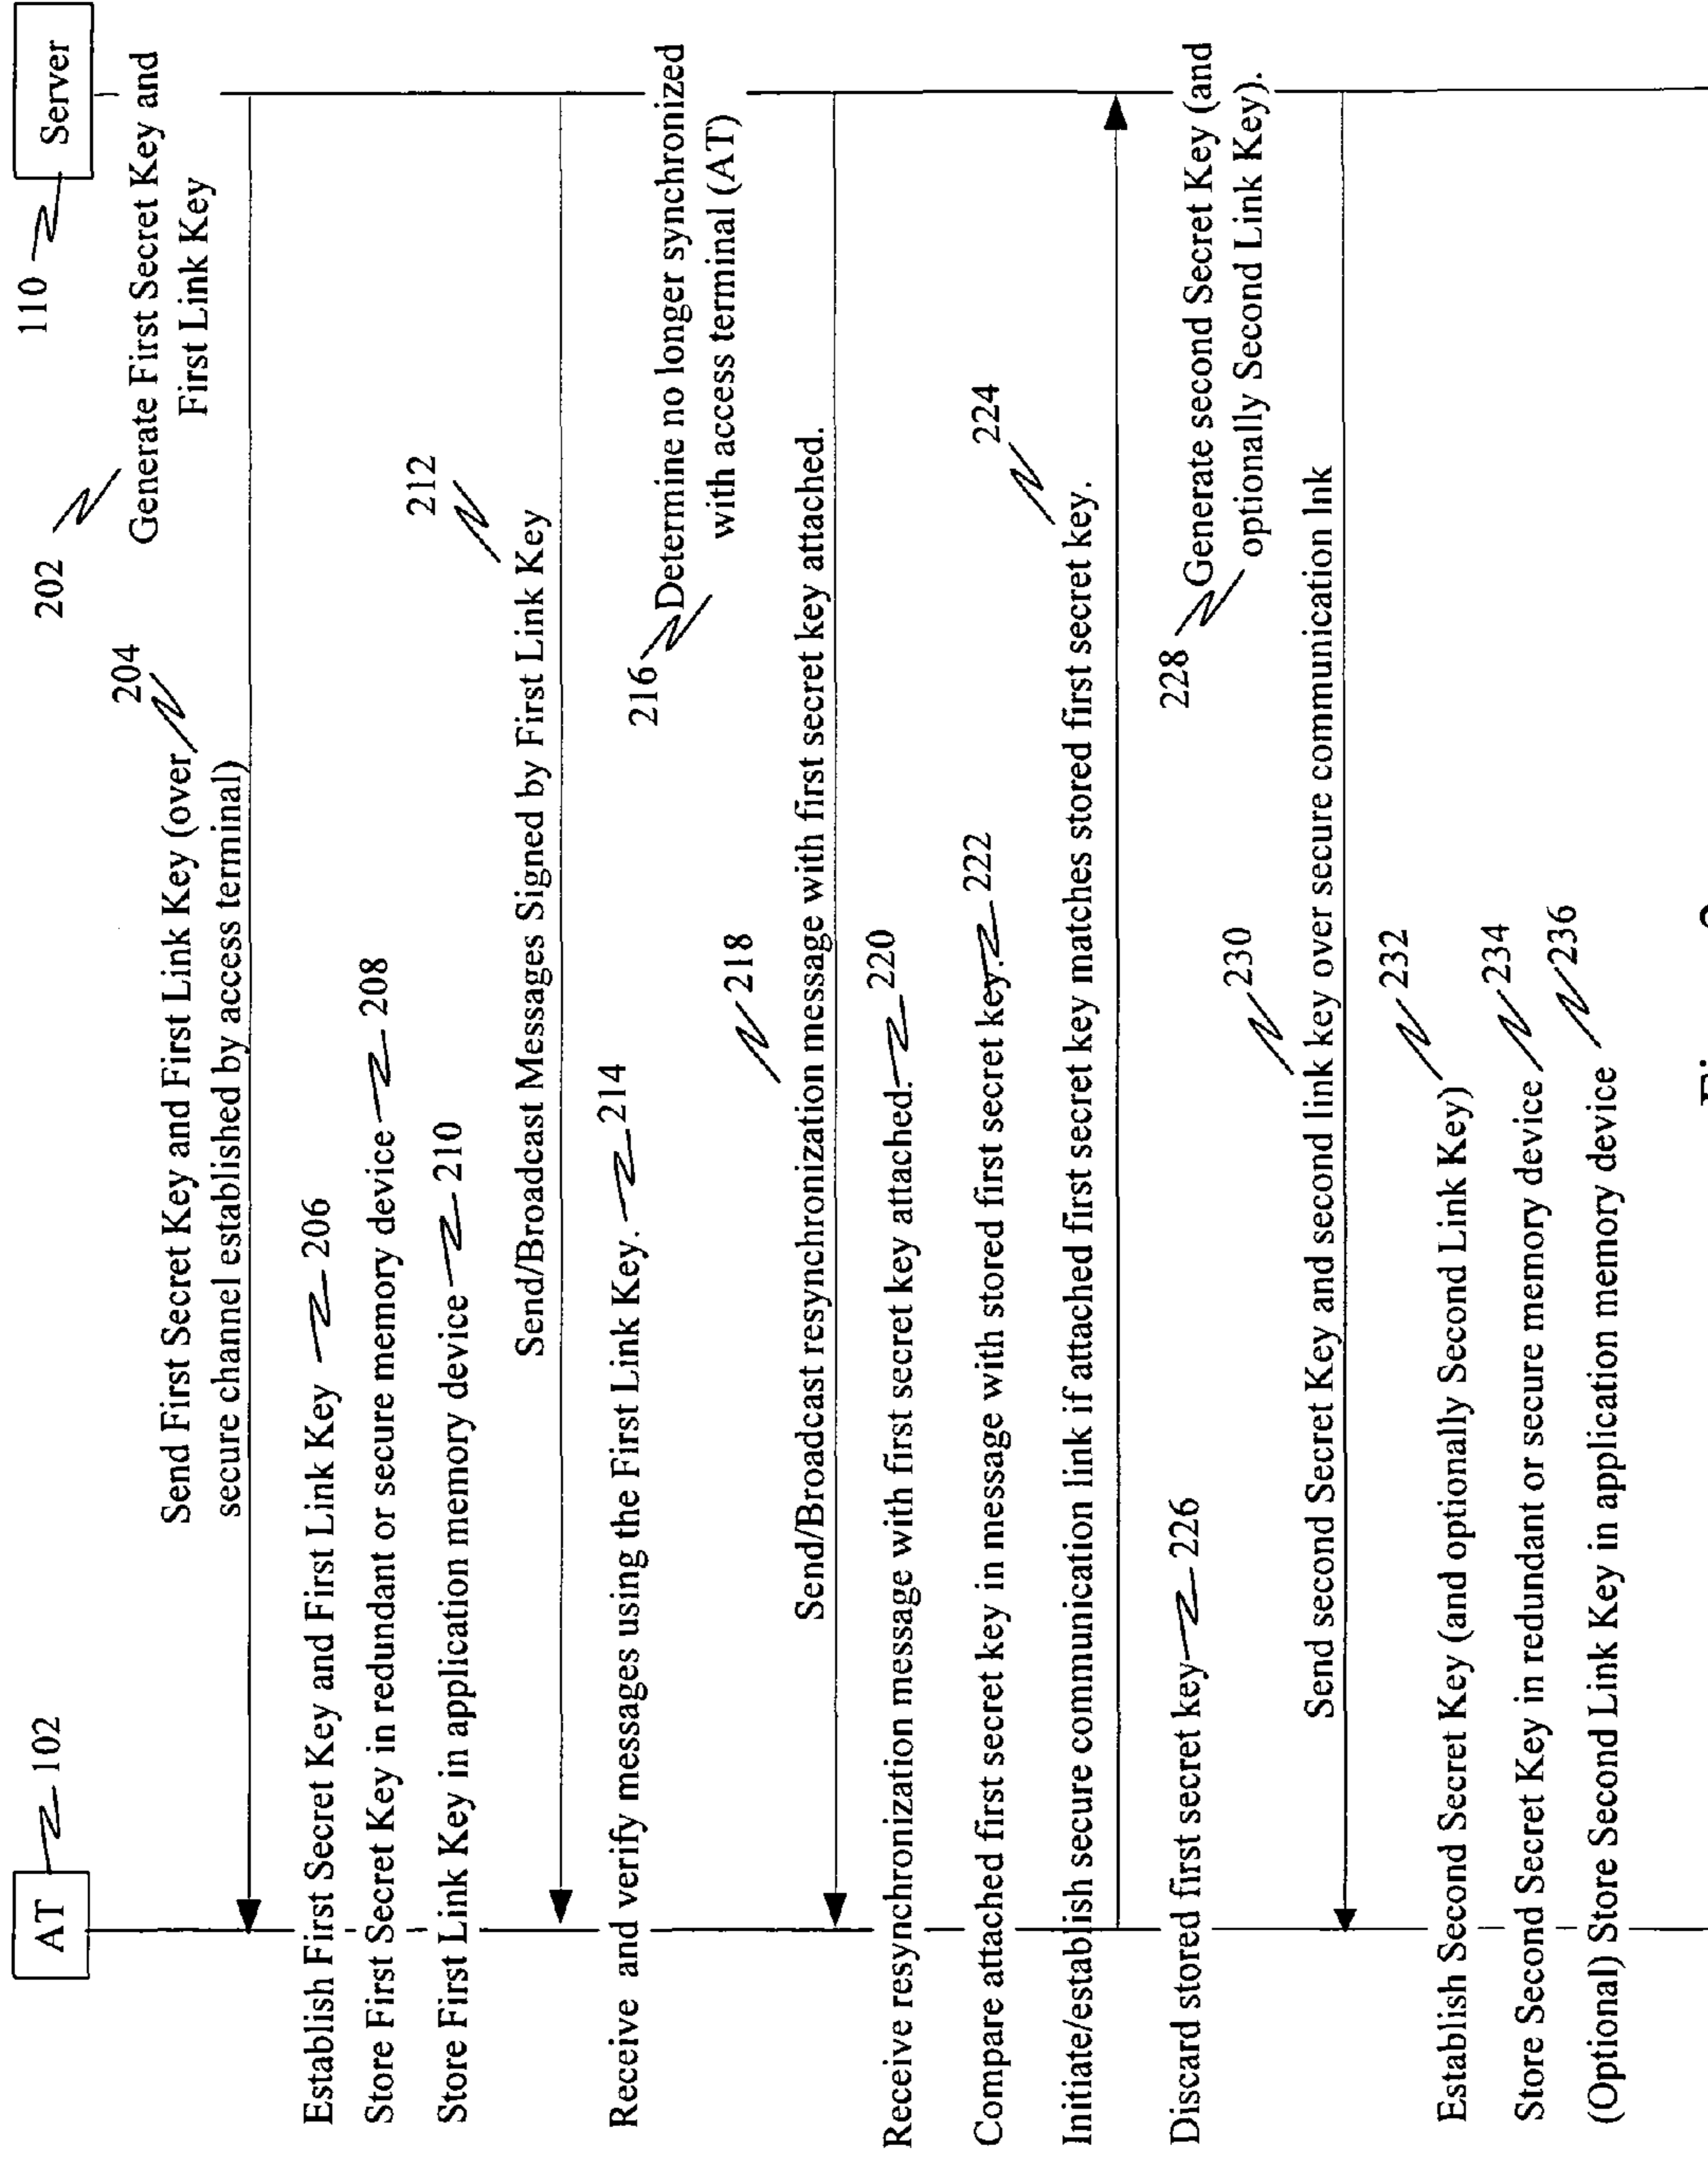 AT
102
110
Server
202
Generate First Secret Key and
First Link Key
204
Send First Secret Key and First Link Key (over
secure channel established by access terminal)
Establish First Secret Key and First Link Key 206
Store First Secret Key in redundant or secure memory device 208
Store First Link Key in application memory device 210
212
Send/Broadcast Messages Signed by First Link Key
Receive and verify messages using the First Link Key. 214
216 Determine no longer synchronized
with access terminal (AT)
218
Send/Broadcast resynchronization message with first secret key attached.
Receive resynchronization message with first secret key attached. 220
Compare attached first secret key in message with stored first secret key. 222
224
Initiate/establish secure communication link if attached first secret key matches stored first secret key.
Discard stored first secret key 226
228 Generate second Secret Key (and
optionally Second Link Key).
230
Send second Secret Key and second link key over secure communication lnk
232
Establish Second Secret Key (and optionally Second Link Key)
Store Second Secret Key in redundant or secure memory device 234
(Optional) Store Second Link Key in application memory device 236